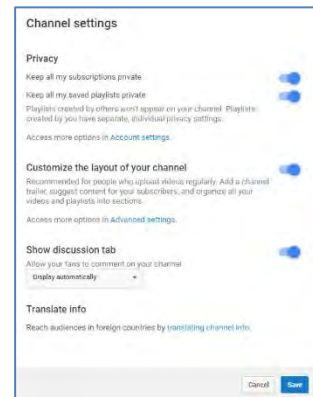 Channel settings
Privacy
Keep all my subscriptions private
Keep all my saved playlists private
Playlists created by others won't appear on your channel. Playlists
created by you have separate, individual privacy settings.
Access more options in Account settings.
Customize the layout of your channel
Recommended for people who upload videos regularly. Add a channel
trailer, suggest content for your subscribers, and organize all your
videos and playlists into sections.
Access more options in Advanced settings.
Show discussion tab
Allow your fans to comment on your channel
Display automatically
Translate info
Reach audiences in foreign countries by translating channel info.
Cancel Save